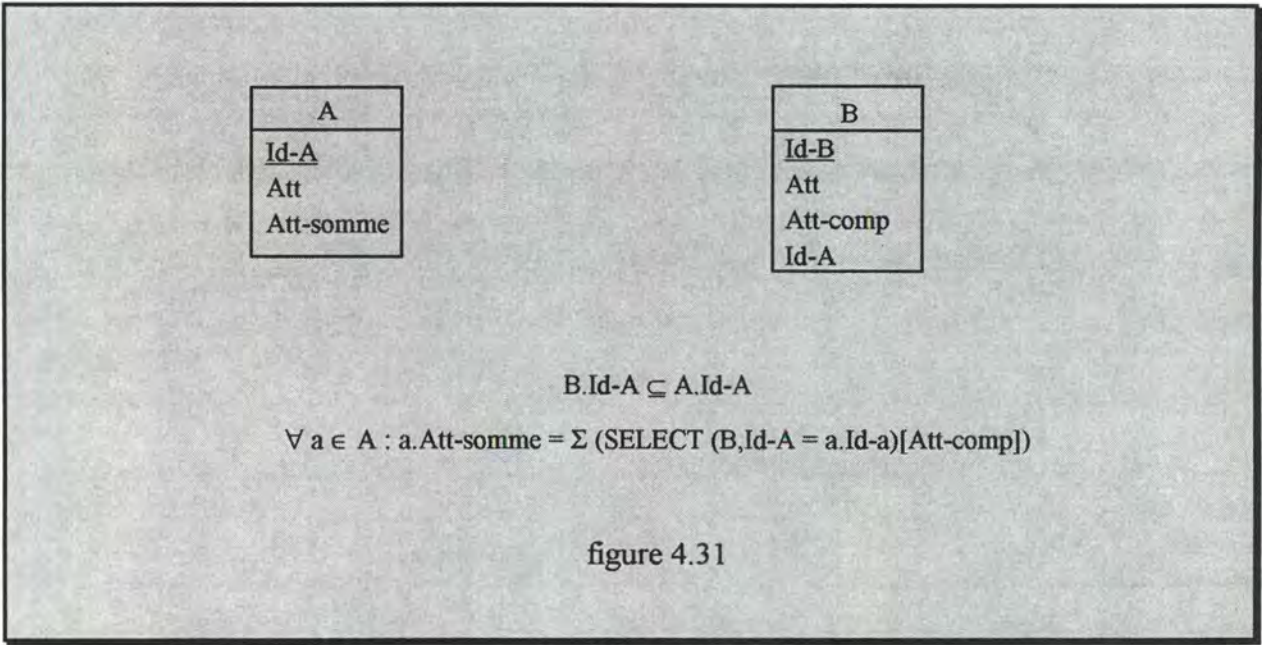 A
Id-A
Att
Att-somme
B
Id-B
Att
Att-comp
Id-A
B.Id-A ⊆ A.Id-A
∀ a ∈ A : a.Att-somme = Σ (SELECT (B,Id-A = a.Id-a)[Att-comp])
figure 4.31